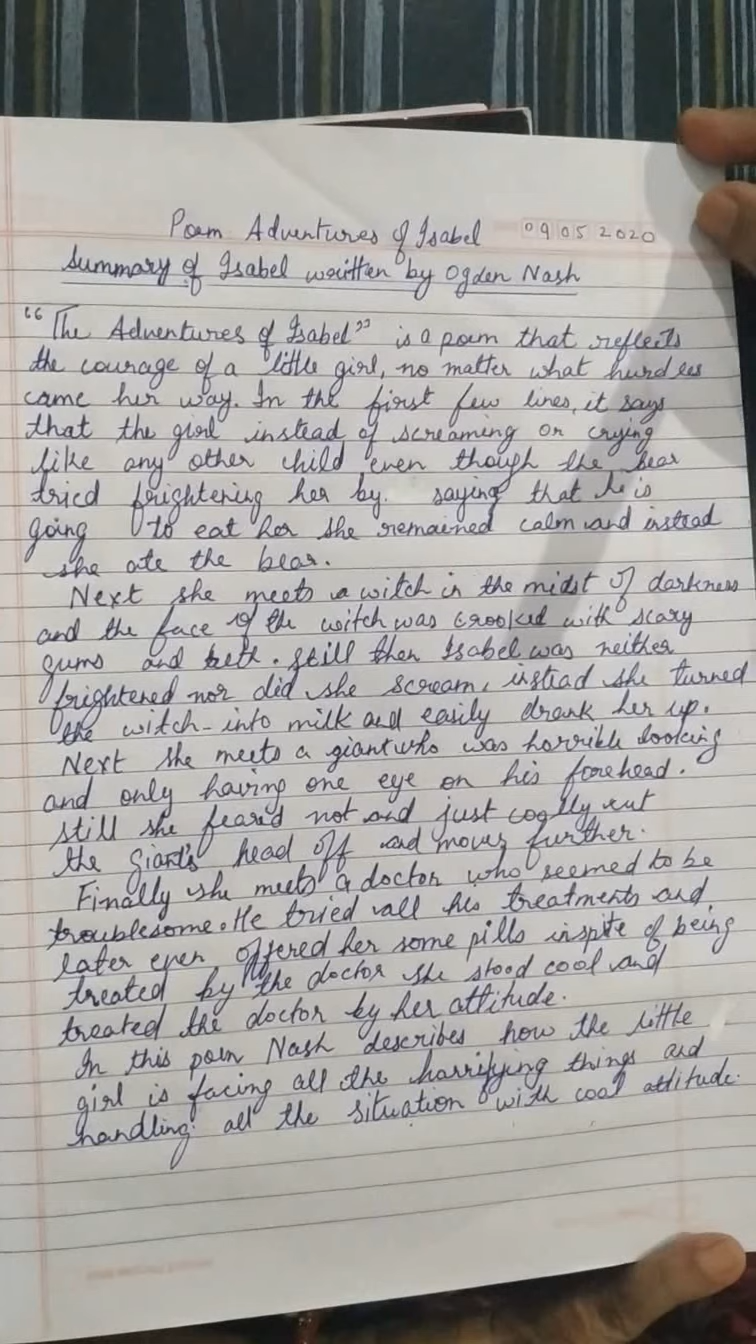 Poem Adventures of Isabel 09 05 2020
Summary of Isabel written by Ogden Nash
"The Adventures of Isabel" is a poem that reflects
the courage of a little girl, no matter what hurdles
came her way. In the first few lines, it says
that the girl instead of screaming or crying
like any other child even though the bear
tried frightening her by saying that he is
going to eat her she remained calm and instead
she ate the bear.
Next she meets a witch in the midst of darkness
and the face of the witch was crooked with scary
gums and teeth. Still then Isabel was neither
frightened nor did she scream, instead she turned
the witch into milk and easily drank her up.
Next she meets a giant who was horrible looking
and only having one eye on his forehead.
still she feared not and just coolly cut
the giant's head off and moves further.
Finally she meets a doctor who seemed to be
troublesome. He tried all his treatments and
later even offered her some pills inspite of being
treated by the doctor she stood cool and
treated the doctor by her attitude.
In this poem Nash describes how the little
girl is facing all the horrifying things and
handling all the situation with cool attitude.